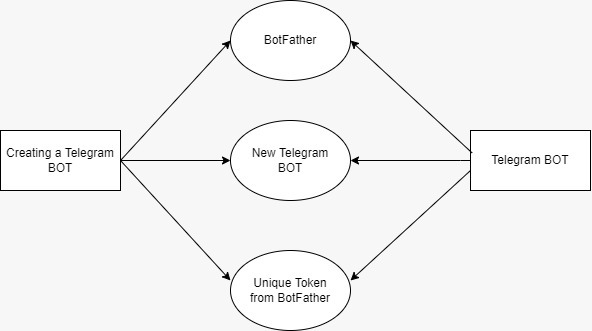 BotFather
Creating a Telegram
BOT
New Telegram
BOT
Telegram BOT
Unique Token
from BotFather